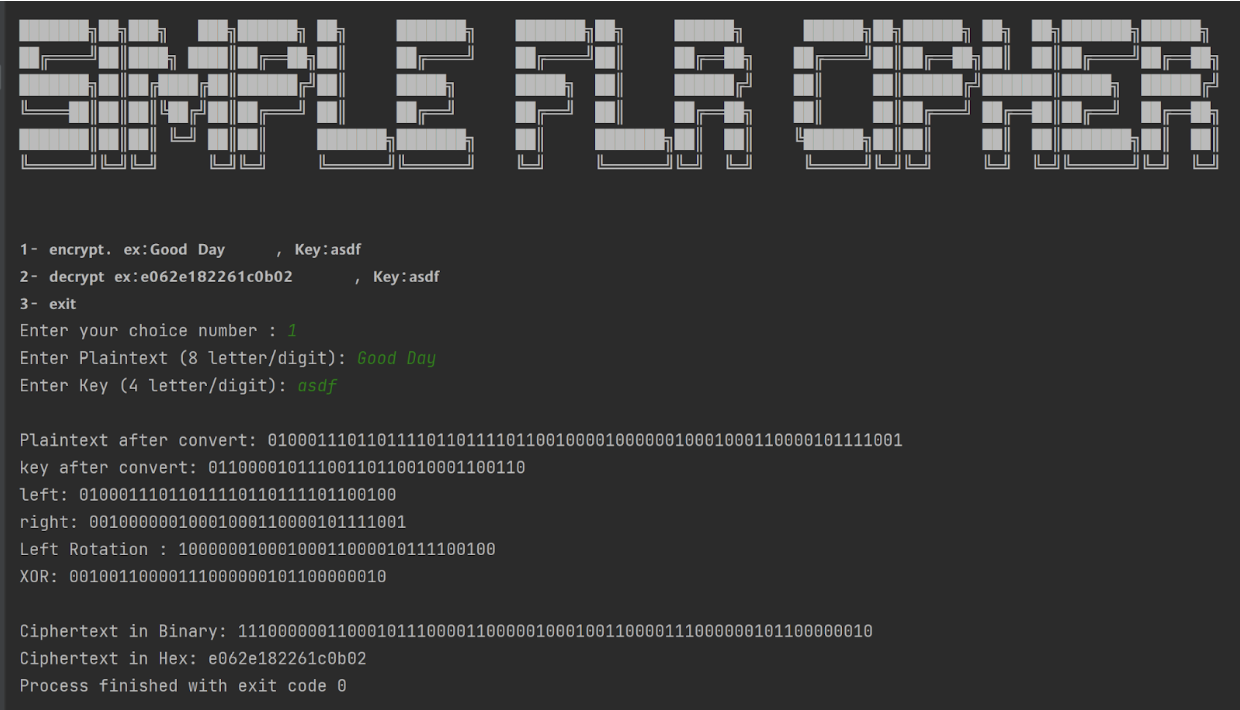 SIMPLE FLR CIPHER
1- encrypt. ex:Good Day , Key:asdf
2- decrypt ex:e062e182261c0b02 , Key:asdf
3- exit
Enter your choice number : 1
Enter Plaintext (8 letter/digit): Good Day
Enter Key (4 letter/digit): asdf
Plaintext after convert: 0100011101101111011011110110010000100000010001000110000101111001
key after convert: 01100001011100110110010001100110
left: 01000111011011110110111101100100
right: 00100000010001000110000101111001
Left Rotation : 10000001000100011000010111100100
XOR: 00100110000111000000101100000010
Ciphertext in Binary: 1110000001100010111000011000001000100110000111000000101100000010
Ciphertext in Hex: e062e182261c0b02
Process finished with exit code 0